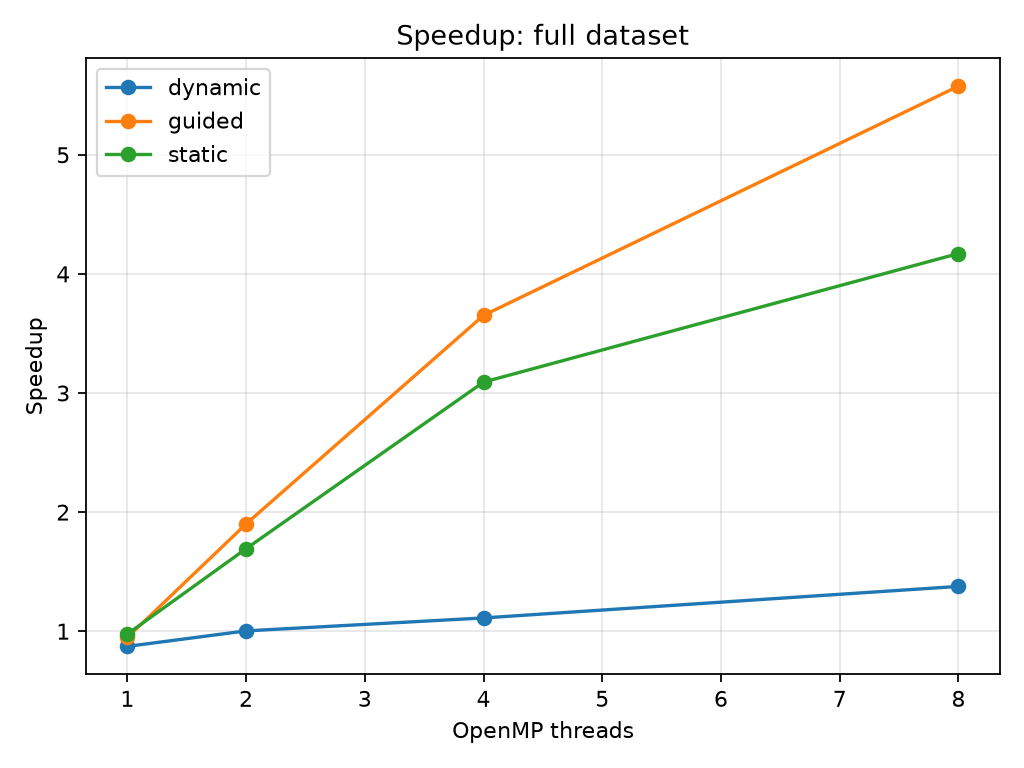 Speedup: full dataset
dynamic
guided
static
5
4
3
2
1
Speedup
1 2 3 4 5 6 7 8
OpenMP threads